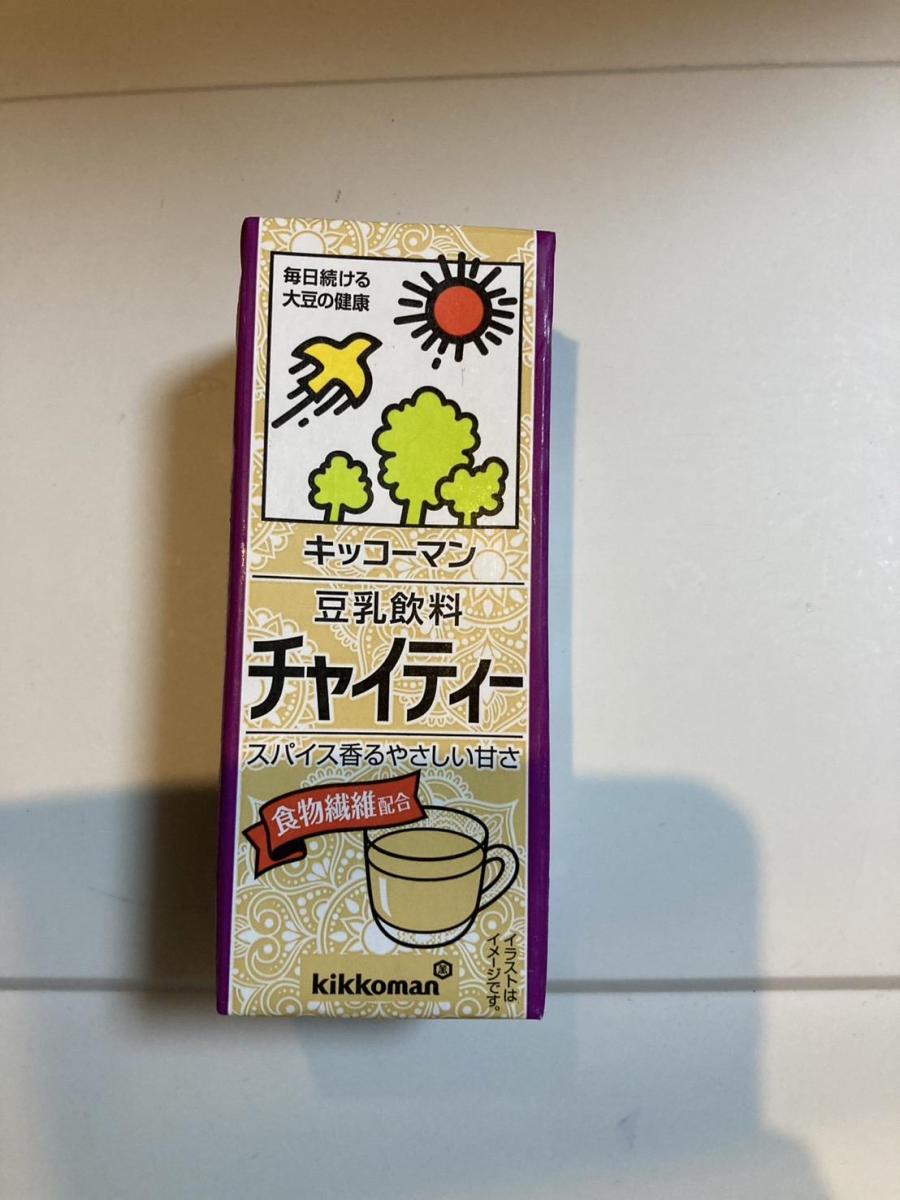 毎日続ける
大豆の健康
キッコーマン
豆乳飲料
チャイティー
スパイス香るやさしい甘さ
食物繊維配合
イラストは
イメージです。
kikkoman